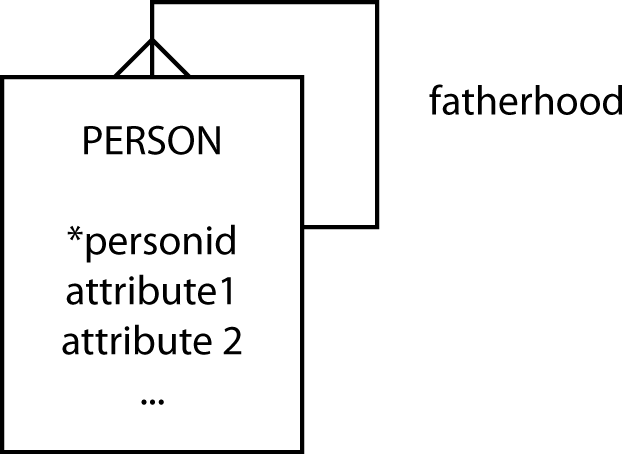 fatherhood
PERSON
*personid
attribute1
attribute 2
...